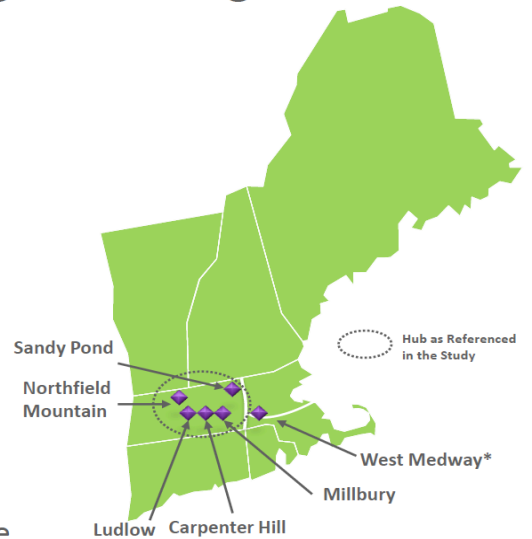 Sandy Pond
Hub as Referenced
in the Study
Northfield
Mountain
West Medway*
Millbury
Ludlow
Carpenter Hill